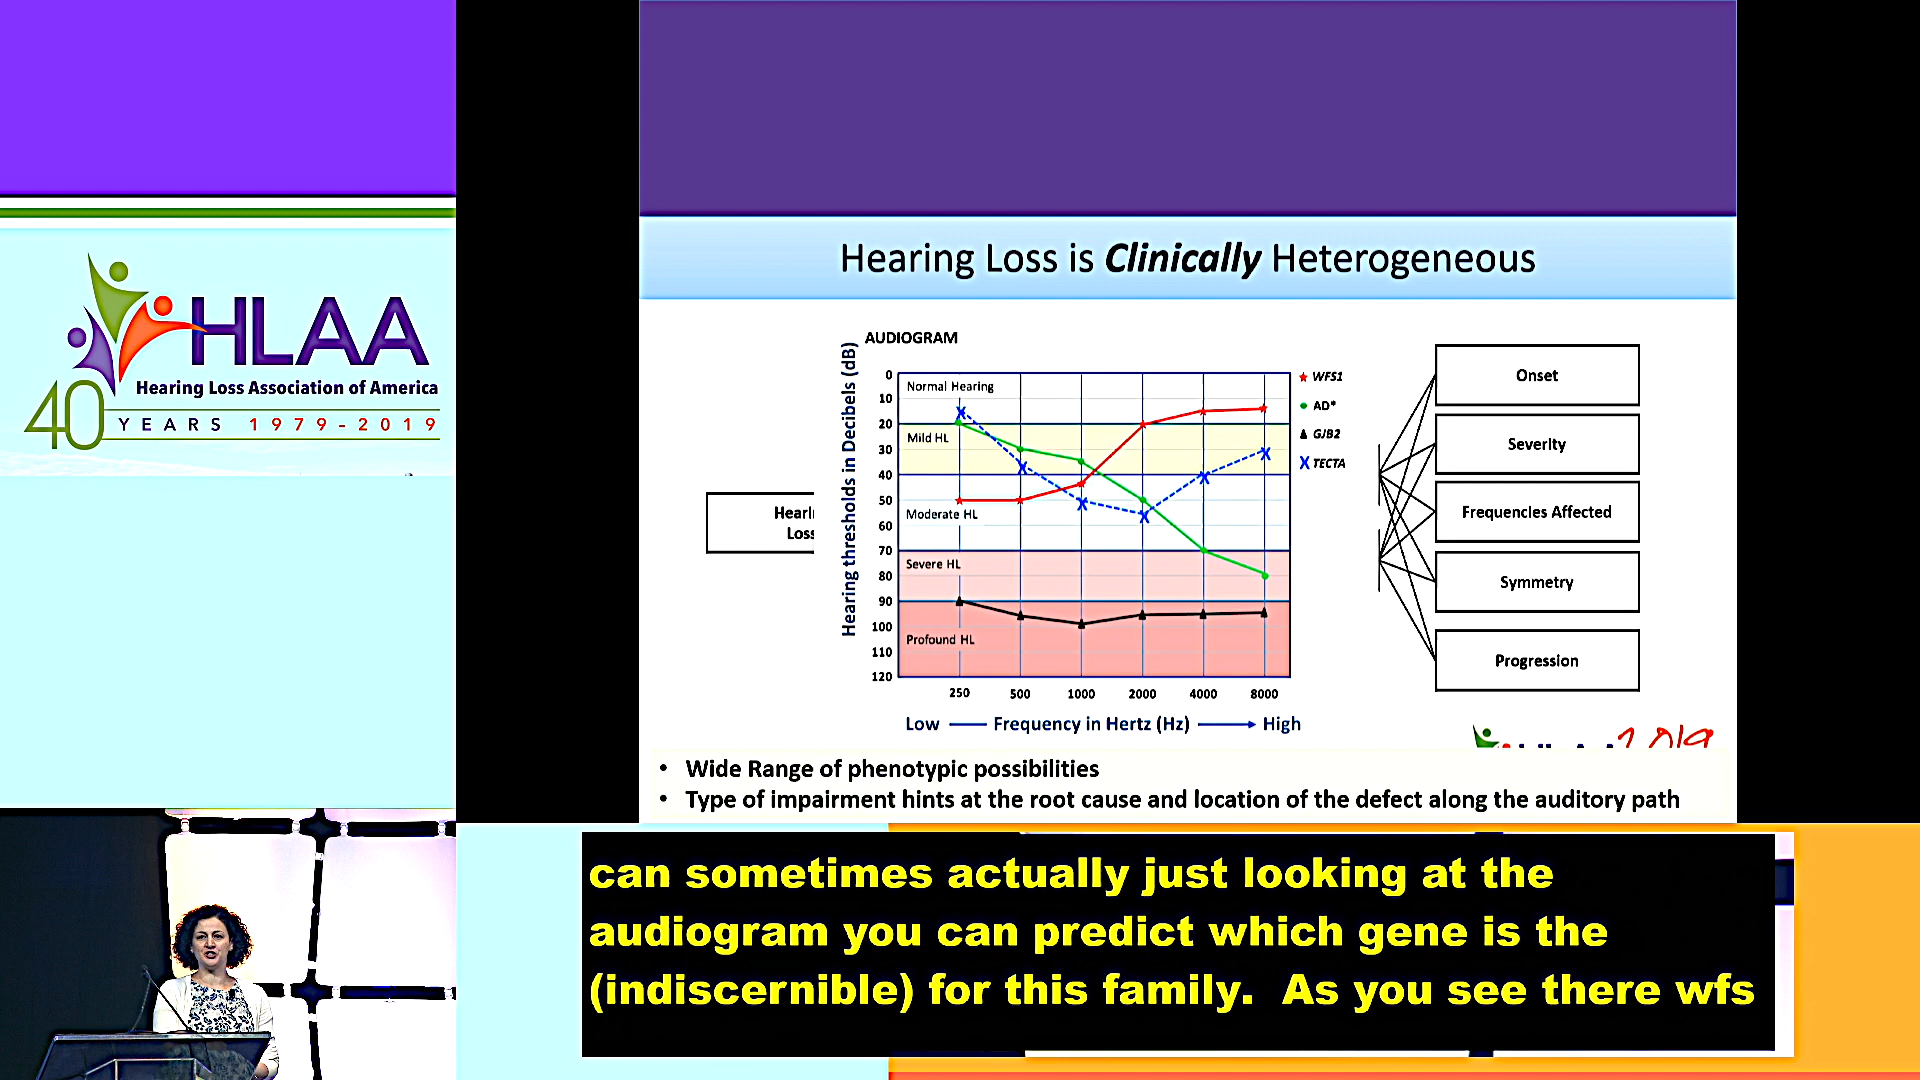 HLAA
Hearing Loss Association of America
40
YEARS 1979-2019
Hearing Loss is Clinically Heterogeneous
AUDIOGRAM
Hearing thresholds in Decibels (dB)
0
10
20
30
40
50
60
70
80
90
100
110
120
Normal Hearing
Mild HL
Moderate HL
Severe HL
Profound HL
250 500 1000 2000 4000 8000
Low Frequency in Hertz (Hz) High
WFS1
AD*
GJB2
TECTA
Onset
Severity
Frequencies Affected
Symmetry
Progression
• Wide Range of phenotypic possibilities
• Type of impairment hints at the root cause and location of the defect along the auditory path
can sometimes actually just looking at the
audiogram you can predict which gene is the
(indiscernible) for this family. As you see there wfs